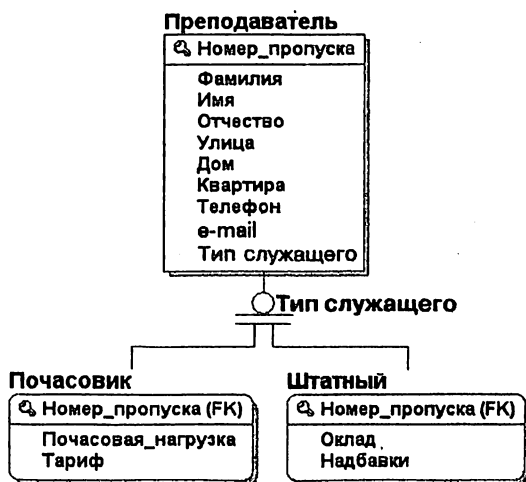 Преподаватель
Номер_пропуска
Фамилия
Имя
Отчество
Улица
Дом
Квартира
Телефон
e-mail
Тип служащего
Тип служащего
Почасовик
Номер_пропуска (FK)
Почасовая_нагрузка
Тариф
Штатный
Номер_пропуска (FK)
Оклад
Надбавки